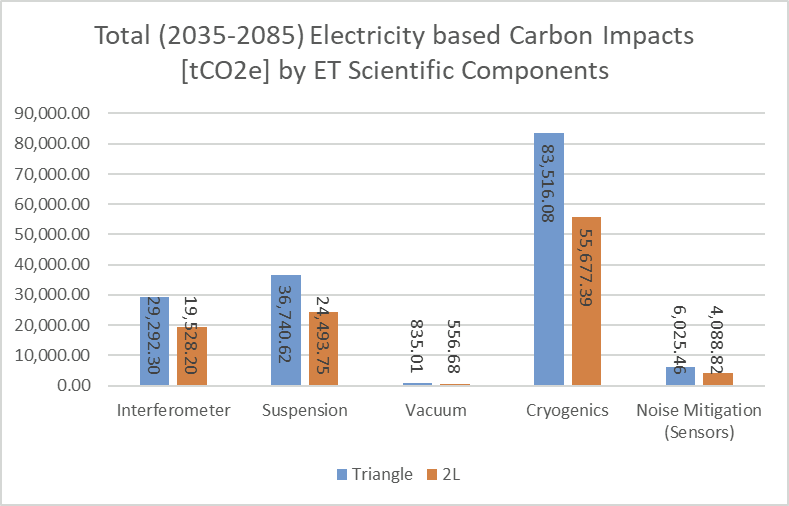 Total (2035-2085) Electricity based Carbon Impacts
[tCO2e] by ET Scientific Components
90,000.00
80,000.00
70,000.00
60,000.00
50,000.00
40,000.00
30,000.00
20,000.00
10,000.00
0.00
29,292.30
19,528.20
36,740.62
24,493.75
835.01
556.68
83,516.08
55,677.39
6,025.46
4,088.82
Interferometer
Suspension
Vacuum
Cryogenics
Noise Mitigation
(Sensors)
Triangle
2L